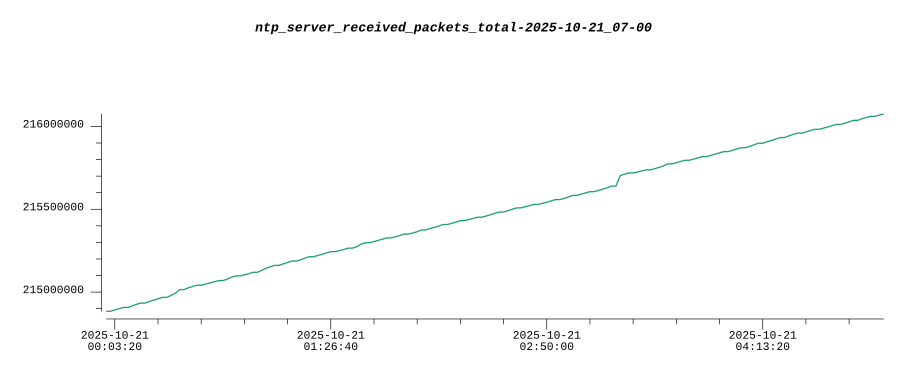 ntp_server_received_packets_total-2025-10-21_07-00
216000000
215500000
215000000
2025-10-21 2025-10-21 2025-10-21 2025-10-21
00:03:20 01:26:40 02:50:00 04:13:20